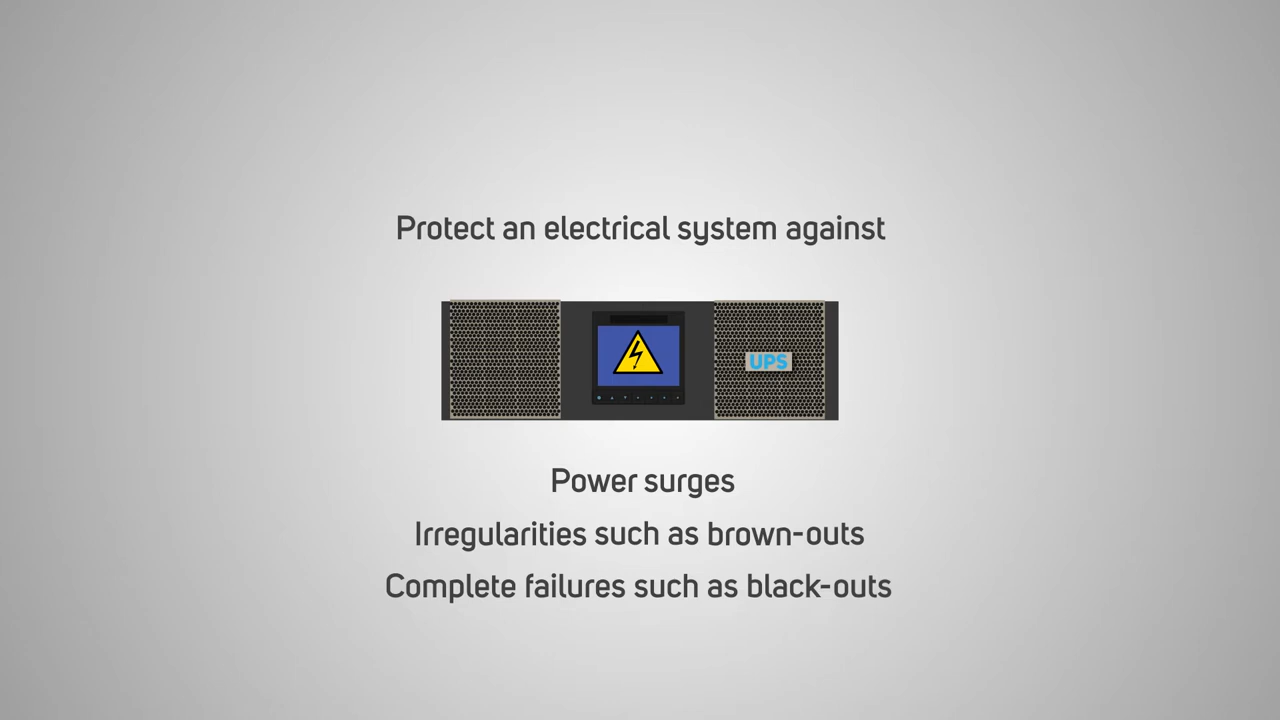 Protect an electrical system against
UPS
Power surges
Irregularities such as brown-outs
Complete failures such as black-outs